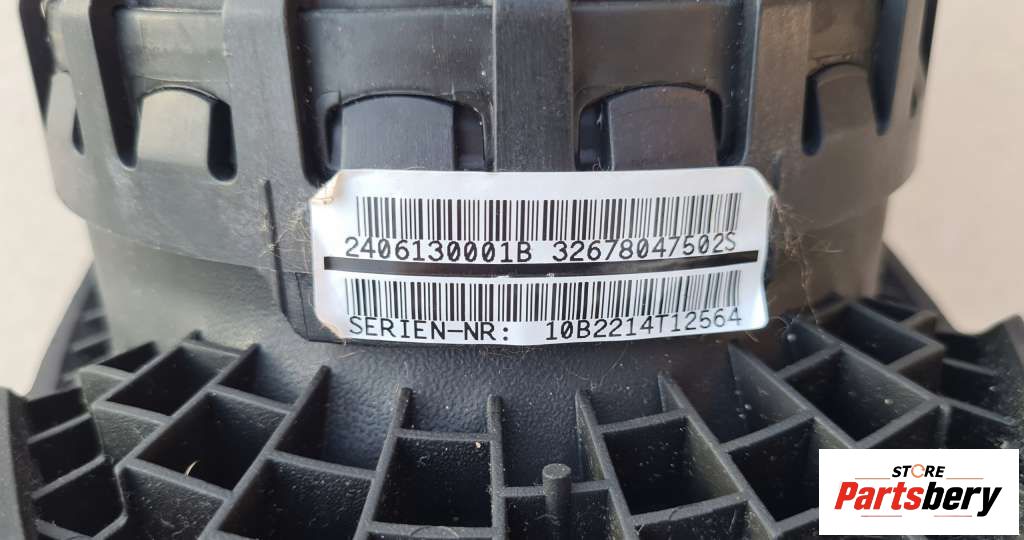 2406130001B 32678047502S
SERIEN-NR: 10B2214T12564
STORE
Partsbery